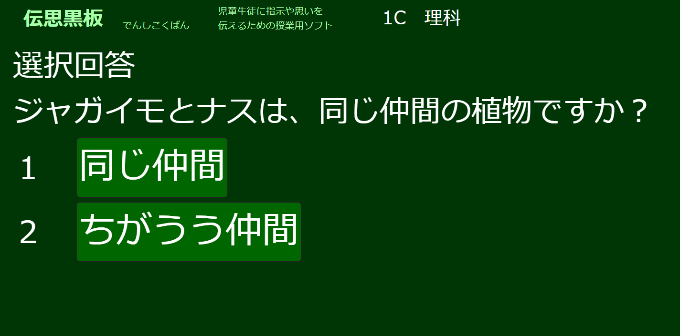 伝思黒板 でんしこくばん 児童生徒に指示や思いを
伝えるための授業用ソフト 1C 理科
選択回答
ジャガイモとナスは、同じ仲間の植物ですか？
1 同じ仲間
2 ちがうう仲間